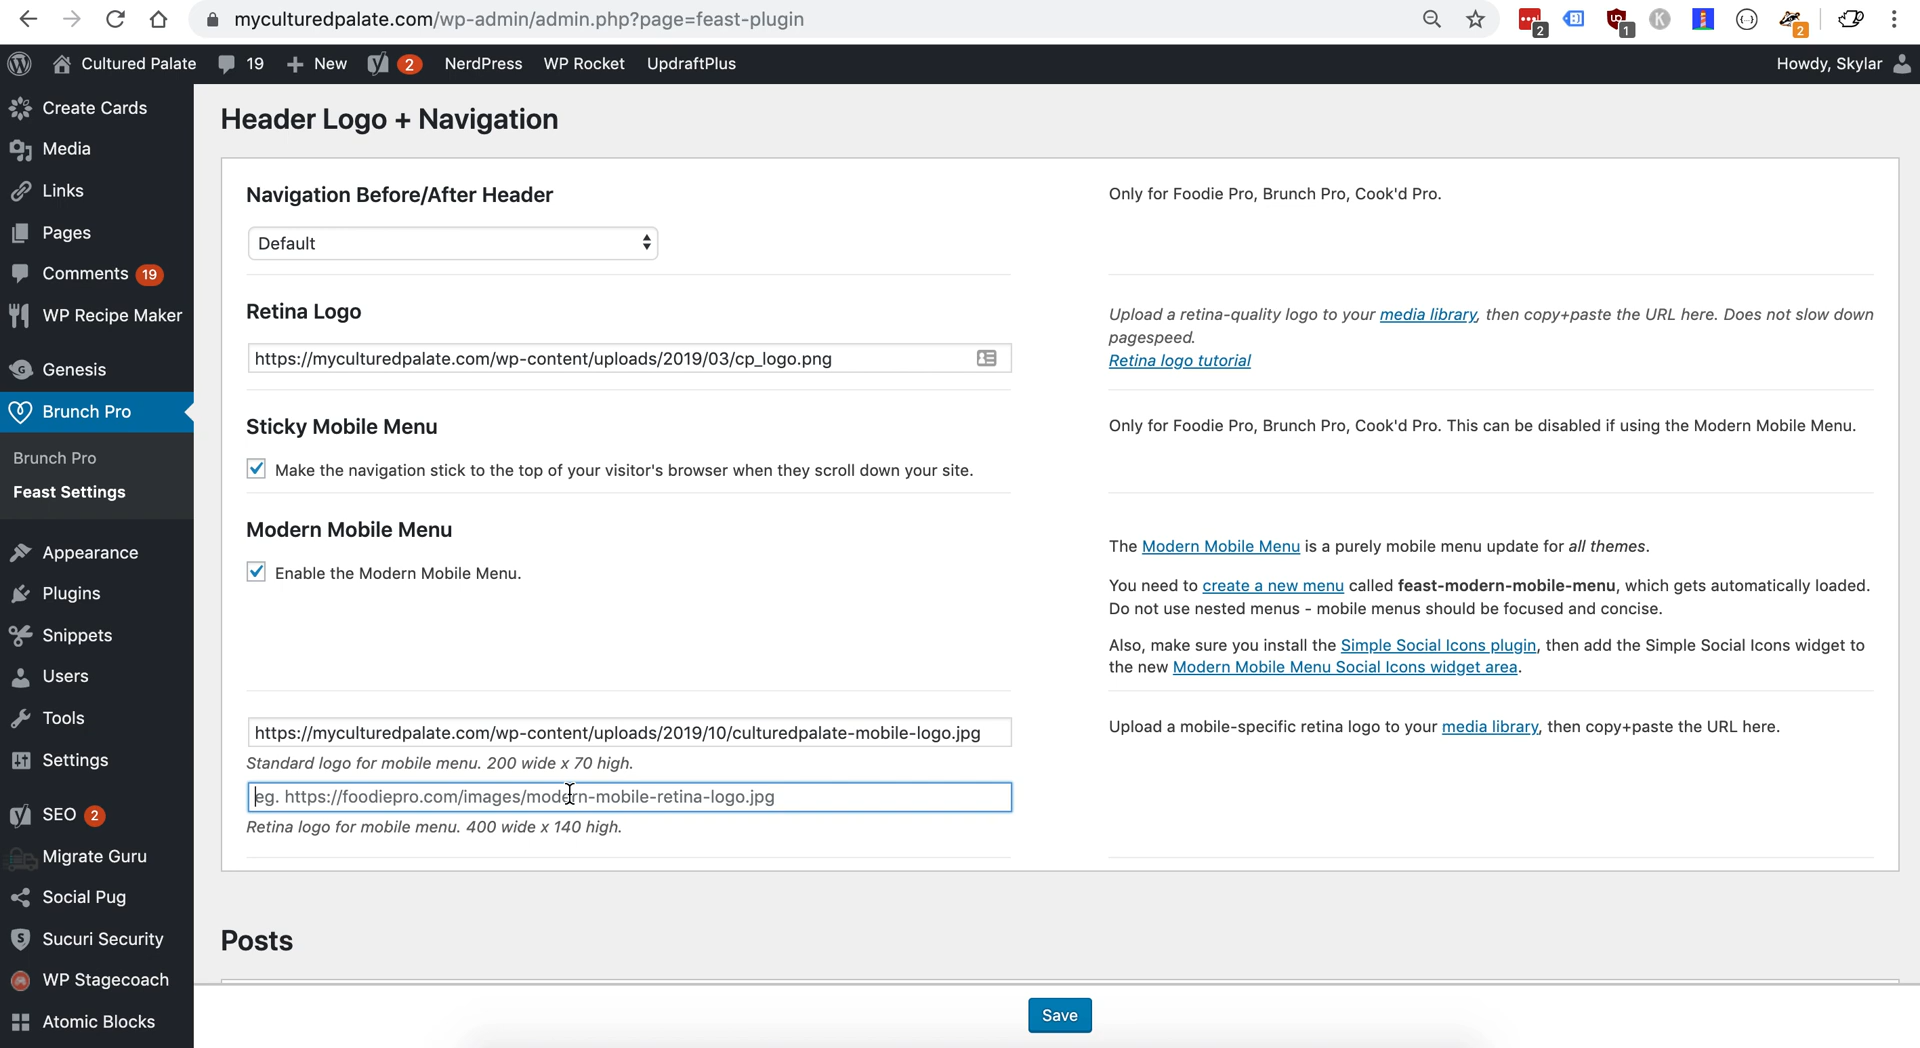 myculturedpalate.com/wp-admin/admin.php?page=feast-plugin
2
1
K
2
Cultured Palate
19
New
2
NerdPress
WP Rocket
UpdraftPlus
Howdy, Skylar
Create Cards
Media
Links
Pages
Comments 19
WP Recipe Maker
Genesis
Brunch Pro
Brunch Pro
Feast Settings
Appearance
Plugins
Snippets
Users
Tools
Settings
SEO 2
Migrate Guru
Social Pug
Sucuri Security
WP Stagecoach
Atomic Blocks
Header Logo + Navigation
Navigation Before/After Header
Only for Foodie Pro, Brunch Pro, Cook'd Pro.
Default
Retina Logo
Upload a retina-quality logo to your media library, then copy+paste the URL here. Does not slow down
pagespeed.
Retina logo tutorial
https://myculturedpalate.com/wp-content/uploads/2019/03/cp_logo.png
Sticky Mobile Menu
Only for Foodie Pro, Brunch Pro, Cook'd Pro. This can be disabled if using the Modern Mobile Menu.
Make the navigation stick to the top of your visitor's browser when they scroll down your site.
Modern Mobile Menu
The Modern Mobile Menu is a purely mobile menu update for all themes.
Enable the Modern Mobile Menu.
You need to create a new menu called feast-modern-mobile-menu, which gets automatically loaded.
Do not use nested menus - mobile menus should be focused and concise.
Also, make sure you install the Simple Social Icons plugin, then add the Simple Social Icons widget to
the new Modern Mobile Menu Social Icons widget area.
https://myculturedpalate.com/wp-content/uploads/2019/10/culturedpalate-mobile-logo.jpg
Upload a mobile-specific retina logo to your media library, then copy+paste the URL here.
Standard logo for mobile menu. 200 wide x 70 high.
eg. https://foodiepro.com/images/modern-mobile-retina-logo.jpg
Retina logo for mobile menu. 400 wide x 140 high.
Posts
Save